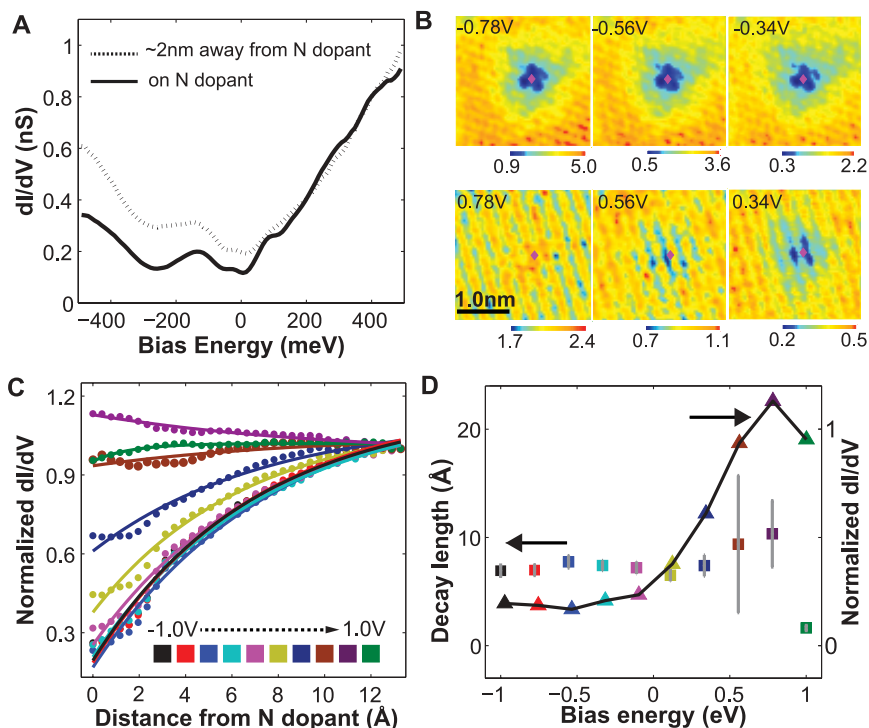 A
~2nm away from N dopant
on N dopant
dI/dV (nS)
1
0.8
0.6
0.4
0.2
0
−400 −200 0 200 400
Bias Energy (meV)
B
-0.78V -0.56V -0.34V
0.9 5.0 0.5 3.6 0.3 2.2
0.78V 0.56V 0.34V
1.0nm
1.7 2.4 0.7 1.1 0.2 0.5
C
Normalized dI/dV
1.2
0.9
0.6
0.3
-1.0V 1.0V
0 2 4 6 8 10 12
Distance from N dopant (Å)
D
Decay length (Å)
20
10
0
Normalized dI/dV
1
0
−1 −0.5 0 0.5 1
Bias energy (eV)